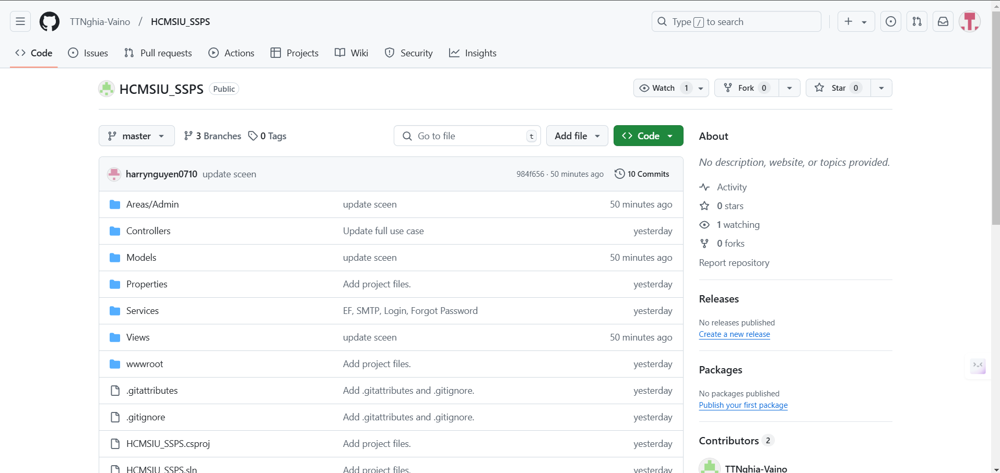 TTNghia-Vaino / HCMSIU_SSPS
Type / to search
Code Issues Pull requests Actions Projects Wiki Security Insights
HCMSIU_SSPS Public
Watch 1 Fork 0 Star 0
master 3 Branches 0 Tags Go to file t Add file Code
harrynguyen0710 update sceen 984f656 · 50 minutes ago 10 Commits
Areas/Admin update sceen 50 minutes ago
Controllers Update full use case yesterday
Models update sceen 50 minutes ago
Properties Add project files. yesterday
Services EF, SMTP, Login, Forgot Password yesterday
Views update sceen 50 minutes ago
wwwroot Add project files. yesterday
.gitattributes Add .gitattributes and .gitignore. yesterday
.gitignore Add .gitattributes and .gitignore. yesterday
HCMSIU_SSPS.csproj Add project files. yesterday
HCMSIU_SSPS.sln Add project files. yesterday
About
No description, website, or topics provided.
Activity
0 stars
1 watching
0 forks
Report repository
Releases
No releases published
Create a new release
Packages
No packages published
Publish your first package
Contributors 2
TTNghia-Vaino